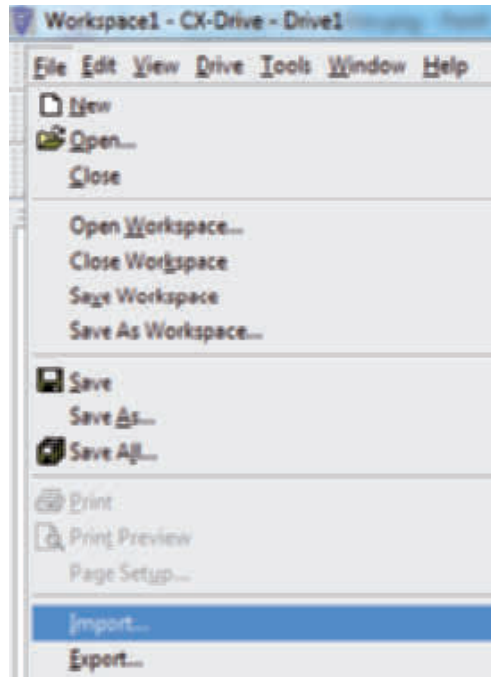 Workspace1 - CX-Drive - Drive1
File Edit View Drive Tools Window Help
New
Open...
Close
Open Workspace...
Close Workspace
Save Workspace
Save As Workspace...
Save
Save As...
Save All...
Print
Print Preview
Page Setup...
Import...
Export...